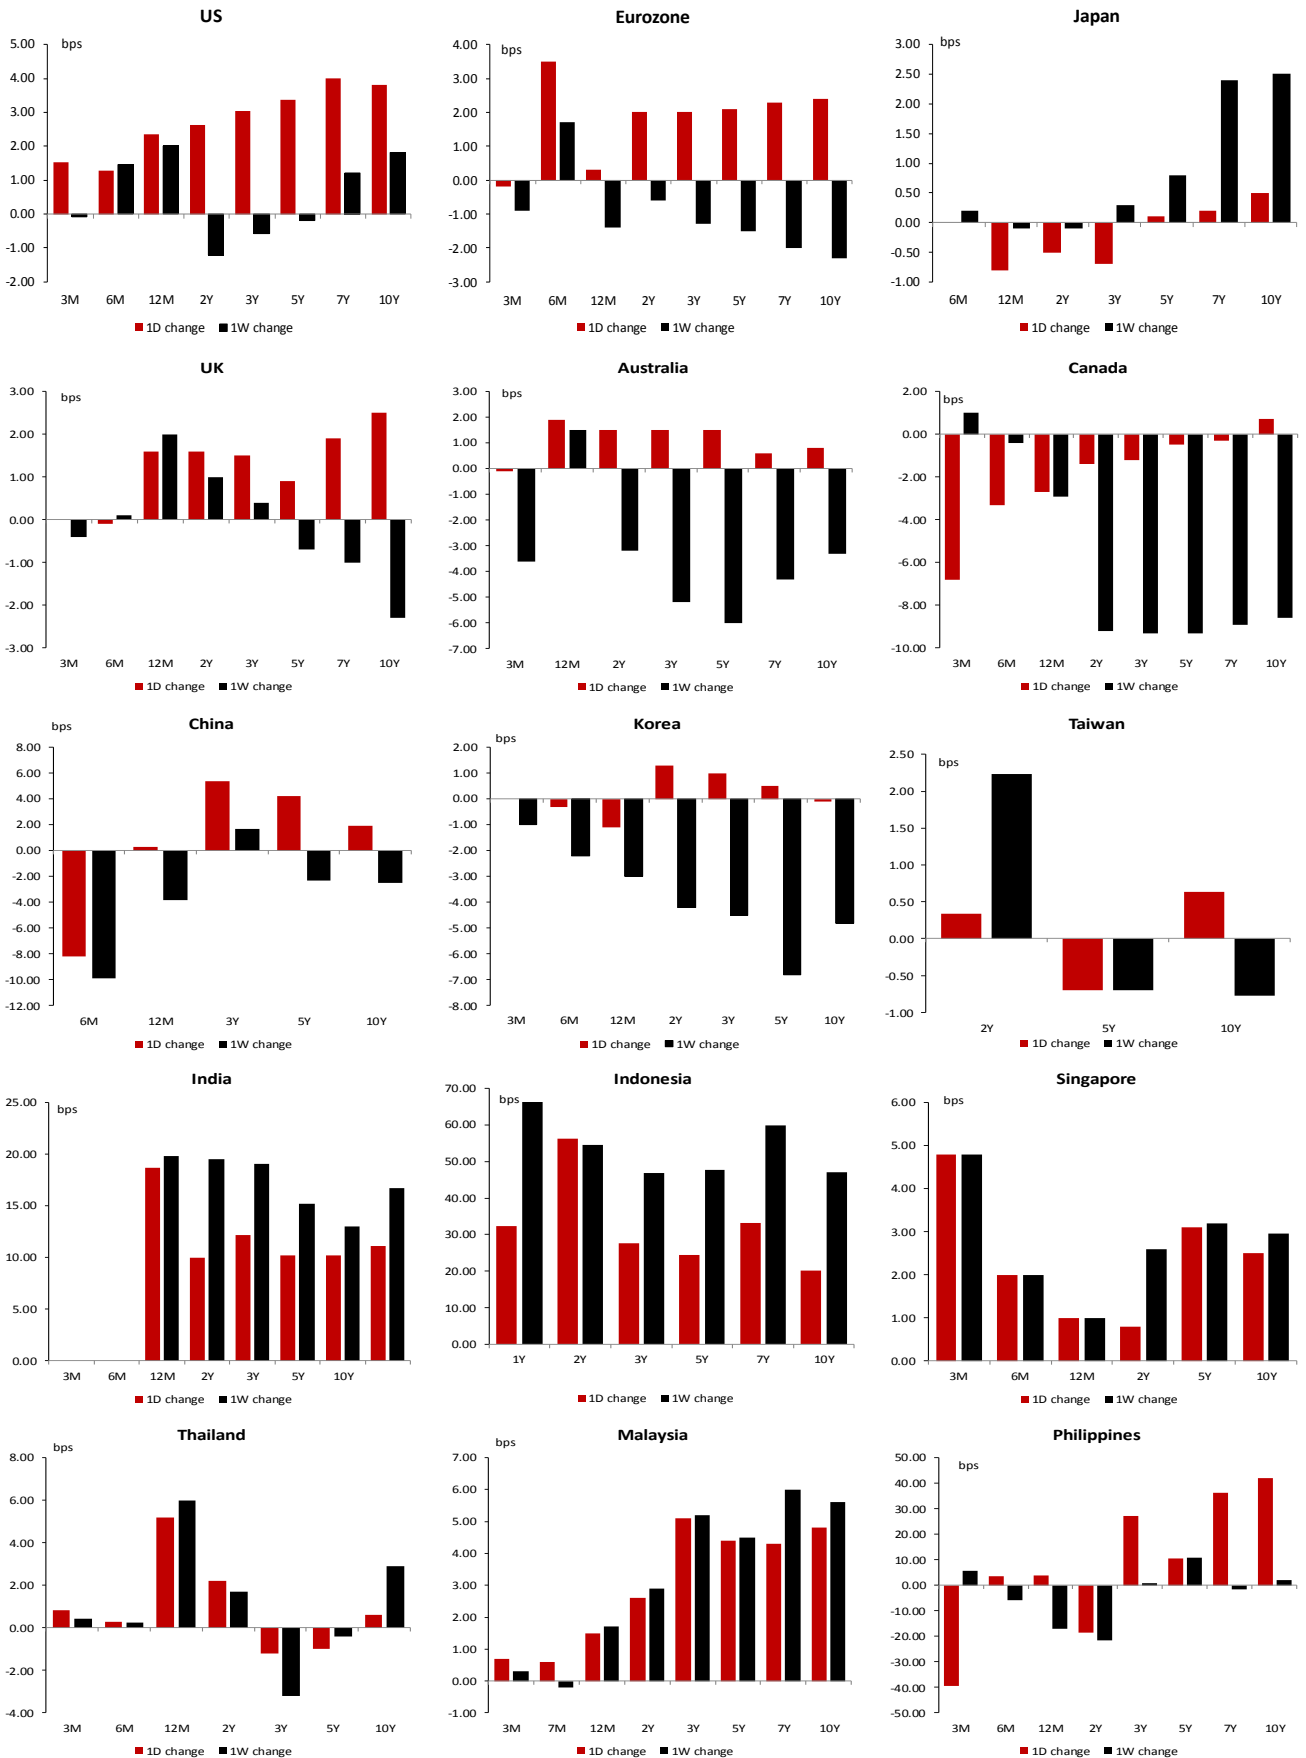 US
bps
5.00
4.00
3.00
2.00
1.00
0.00
-1.00
-2.00
3M 6M 12M 2Y 3Y 5Y 7Y 10Y
1D change 1W change
Eurozone
bps
4.00
3.00
2.00
1.00
0.00
-1.00
-2.00
-3.00
3M 6M 12M 2Y 3Y 5Y 7Y 10Y
1D change 1W change
Japan
bps
3.00
2.50
2.00
1.50
1.00
0.50
0.00
-0.50
-1.00
6M 12M 2Y 3Y 5Y 7Y 10Y
1D change 1W change
UK
bps
3.00
2.00
1.00
0.00
-1.00
-2.00
-3.00
3M 6M 12M 2Y 3Y 5Y 7Y 10Y
1D change 1W change
Australia
bps
3.00
2.00
1.00
0.00
-1.00
-2.00
-3.00
-4.00
-5.00
-6.00
-7.00
3M 12M 2Y 3Y 5Y 7Y 10Y
1D change 1W change
Canada
bps
2.00
0.00
-2.00
-4.00
-6.00
-8.00
-10.00
3M 6M 12M 2Y 3Y 5Y 7Y 10Y
1D change 1W change
China
bps
8.00
6.00
4.00
2.00
0.00
-2.00
-4.00
-6.00
-8.00
-10.00
-12.00
6M 12M 3Y 5Y 10Y
1D change 1W change
Korea
bps
2.00
1.00
0.00
-1.00
-2.00
-3.00
-4.00
-5.00
-6.00
-7.00
-8.00
3M 6M 12M 2Y 3Y 5Y 10Y
1D change 1W change
Taiwan
bps
2.50
2.00
1.50
1.00
0.50
0.00
-0.50
-1.00
2Y 5Y 10Y
1D change 1W change
India
bps
25.00
20.00
15.00
10.00
5.00
0.00
3M 6M 12M 2Y 3Y 5Y 10Y
1D change 1W change
Indonesia
bps
70.00
60.00
50.00
40.00
30.00
20.00
10.00
0.00
1Y 2Y 3Y 5Y 7Y 10Y
1D change 1W change
Singapore
bps
6.00
5.00
4.00
3.00
2.00
1.00
0.00
3M 6M 12M 2Y 5Y 10Y
1D change 1W change
Thailand
bps
8.00
6.00
4.00
2.00
0.00
-2.00
-4.00
3M 6M 12M 2Y 3Y 5Y 10Y
1D change 1W change
Malaysia
bps
7.00
6.00
5.00
4.00
3.00
2.00
1.00
0.00
-1.00
3M 7M 12M 2Y 3Y 5Y 7Y 10Y
1D change 1W change
Philippines
bps
50.00
40.00
30.00
20.00
10.00
0.00
-10.00
-20.00
-30.00
-40.00
-50.00
3M 6M 12M 2Y 3Y 5Y 7Y 10Y
1D change 1W change